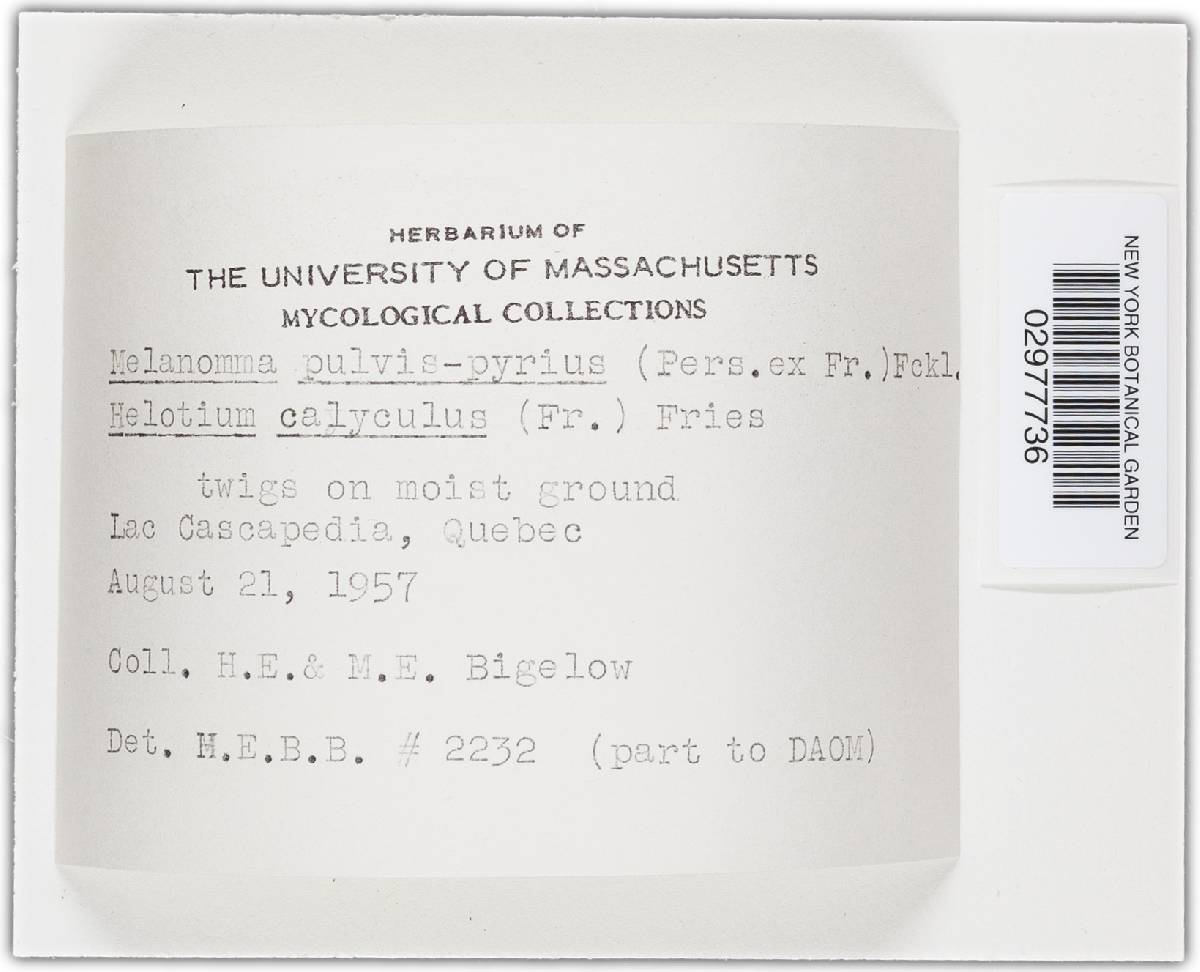 HERBARIUM OF
THE UNIVERSITY OF MASSACHUSETTS
MYCOLOGICAL COLLECTIONS
Melanomma pulvis-pyrius (Pers.ex Fr.)Fckl.
Helotium calyculus (Fr.) Fries
twigs on moist ground
Lac Cascapedia, Quebec
August 21, 1957
Coll. H.E.& M.E. Bigelow
Det. H.E.B.B. # 2232 (part to DAOM)
NEW YORK BOTANICAL GARDEN
02977736